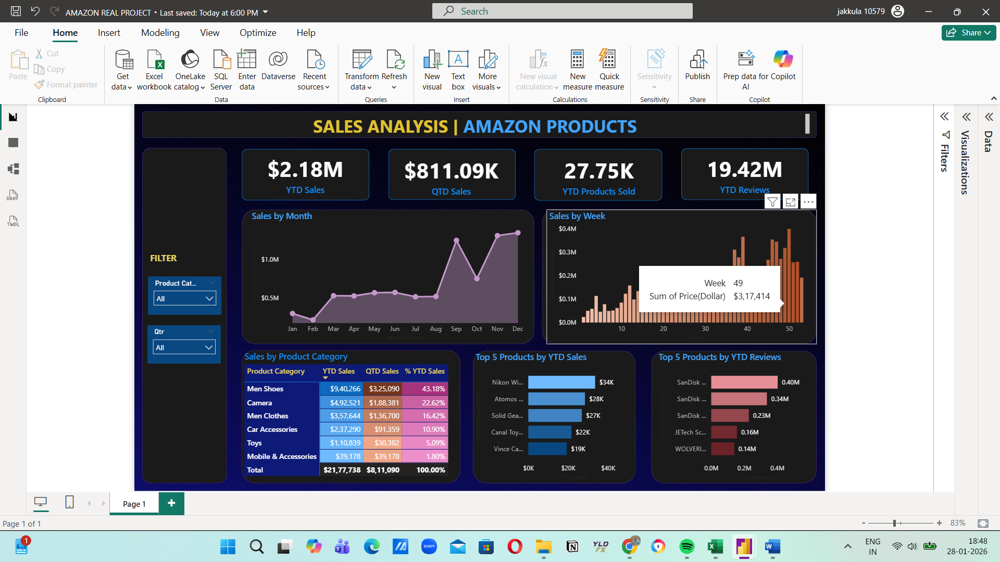 AMAZON REAL PROJECT • Last saved: Today at 6:00 PM
Search
jakkula 10579
File Home Insert Modeling View Optimize Help
Share
Paste
Cut
Copy
Format painter
Clipboard
Get data
Excel workbook
OneLake catalog
SQL Server
Enter data
Dataverse
Recent sources
Data
Transform data
Refresh
Queries
New visual
Text box
More visuals
Insert
New visual calculation
New measure
Quick measure
Calculations
Sensitivity
Sensitivity
Publish
Share
Prep data for AI
Copilot
Copilot
DAX
TMDL
SALES ANALYSIS | AMAZON PRODUCTS
$2.18M
YTD Sales
$811.09K
QTD Sales
27.75K
YTD Products Sold
19.42M
YTD Reviews
FILTER
Product Cat...
All
Qtr
All
Sales by Month
$1.0M
$0.5M
Jan Feb Mar Apr May Jun Jul Aug Sep Oct Nov Dec
Month Name
Sales by Week
$0.4M
$0.3M
$0.2M
$0.1M
$0.0M
10 20 30 40 50
Week
Week 49
Sum of Price(Dollar) $3,17,414
Sales by Product Category
Product Category YTD Sales QTD Sales % YTD Sales
Men Shoes $9,40,266 $3,25,090 43.18%
Camera $4,92,521 $1,88,381 22.62%
Men Clothes $3,57,644 $1,36,700 16.42%
Car Accessories $2,37,290 $91,359 10.90%
Toys $1,10,839 $30,382 5.09%
Mobile & Accessories $39,178 $39,178 1.80%
Total $21,77,738 $8,11,090 100.00%
Top 5 Products by YTD Sales
Nikon Wi... $34K
Atomos ... $28K
Solid Gea... $27K
Canal Toy... $22K
Vince Ca... $19K
$0K $20K $40K
YTD Sales
Top 5 Products by YTD Reviews
SanDisk ... 0.40M
SanDisk ... 0.34M
SanDisk ... 0.23M
JETech Sc... 0.16M
WOLVERI... 0.14M
0.0M 0.2M 0.4M
YTD Reviews
Filters
Visualizations
Data
Page 1
Page 1 of 1
- + 83%
1
zoom
YLD
FX
ENG
IN
18:48
28-01-2026